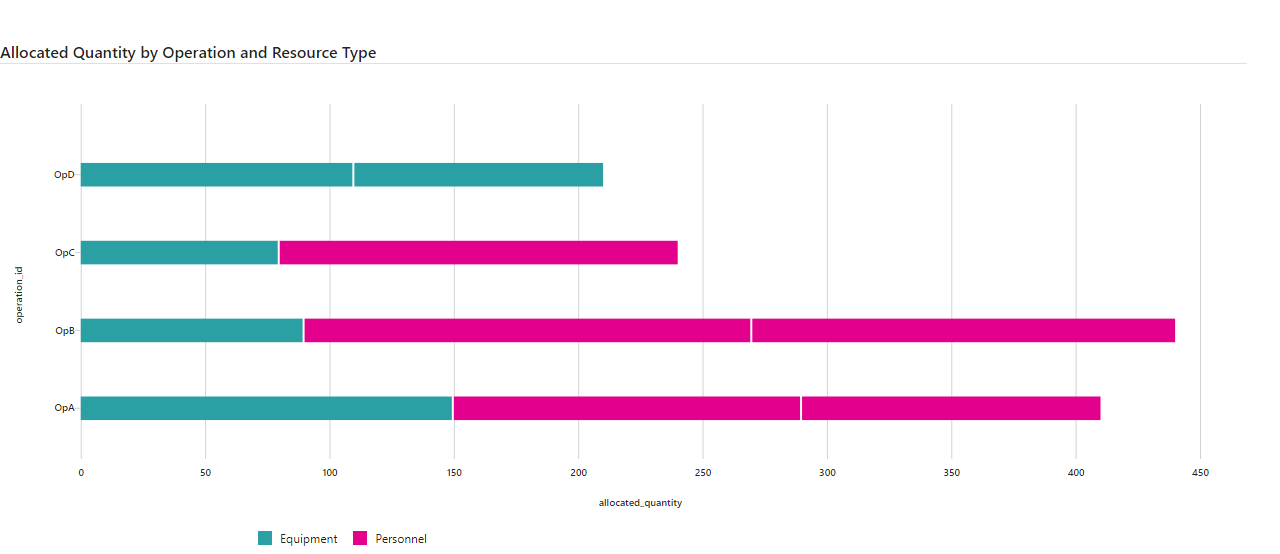 Allocated Quantity by Operation and Resource Type
OpD
OpC
OpB
OpA
operation_id
0 50 100 150 200 250 300 350 400 450
allocated_quantity
Equipment Personnel